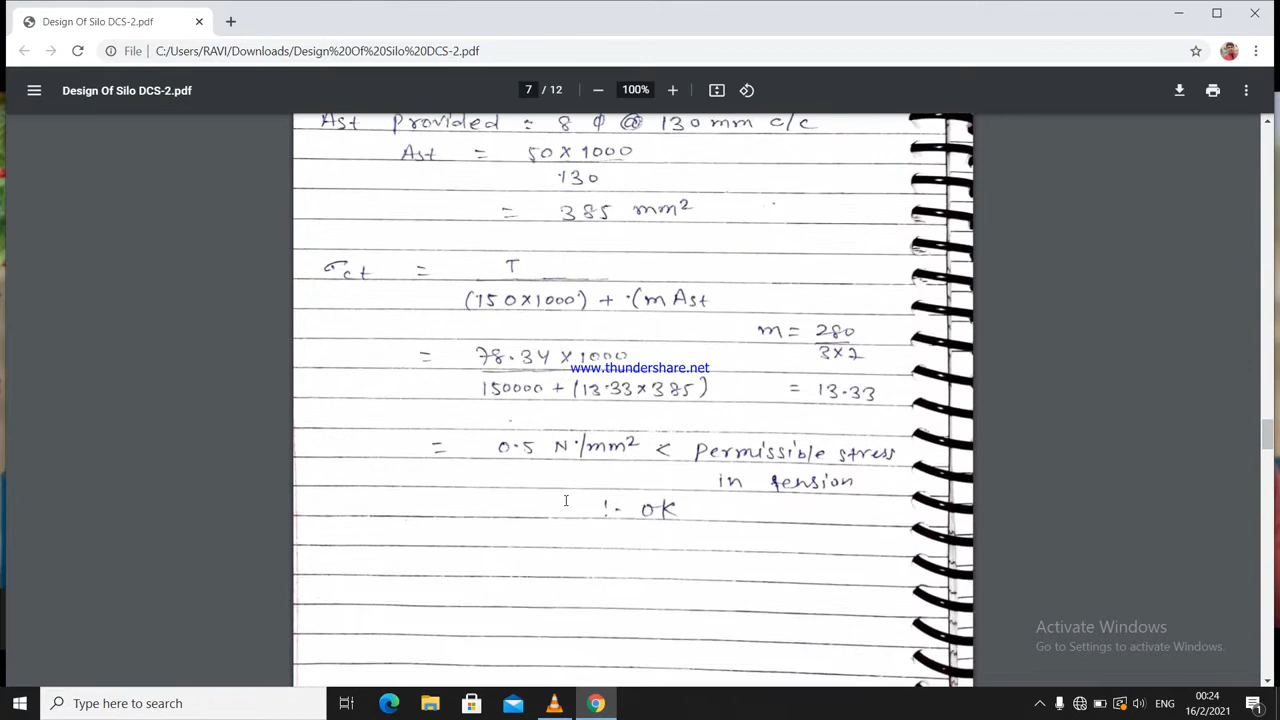 Design Of Silo DCS-2.pdf
File C:/Users/RAVI/Downloads/Design%20Of%20Silo%20DCS-2.pdf
Design Of Silo DCS-2.pdf 7 / 12 100%
Ast Provided = 8 ϕ @ 130 mm c/c
Ast = 50 X 1000
130
= 385 mm²
σct = T
(150X1000) + (m Ast
m = 280
3x7
= 78.34 x 1000
www.thundershare.net
150000 + (13.33 x 385) = 13.33
= 0.5 N/mm² < Permissible stress
in tension
OK
Activate Windows
Go to Settings to activate Windows.
Type here to search
ENG
00:24
16/2/2021
1